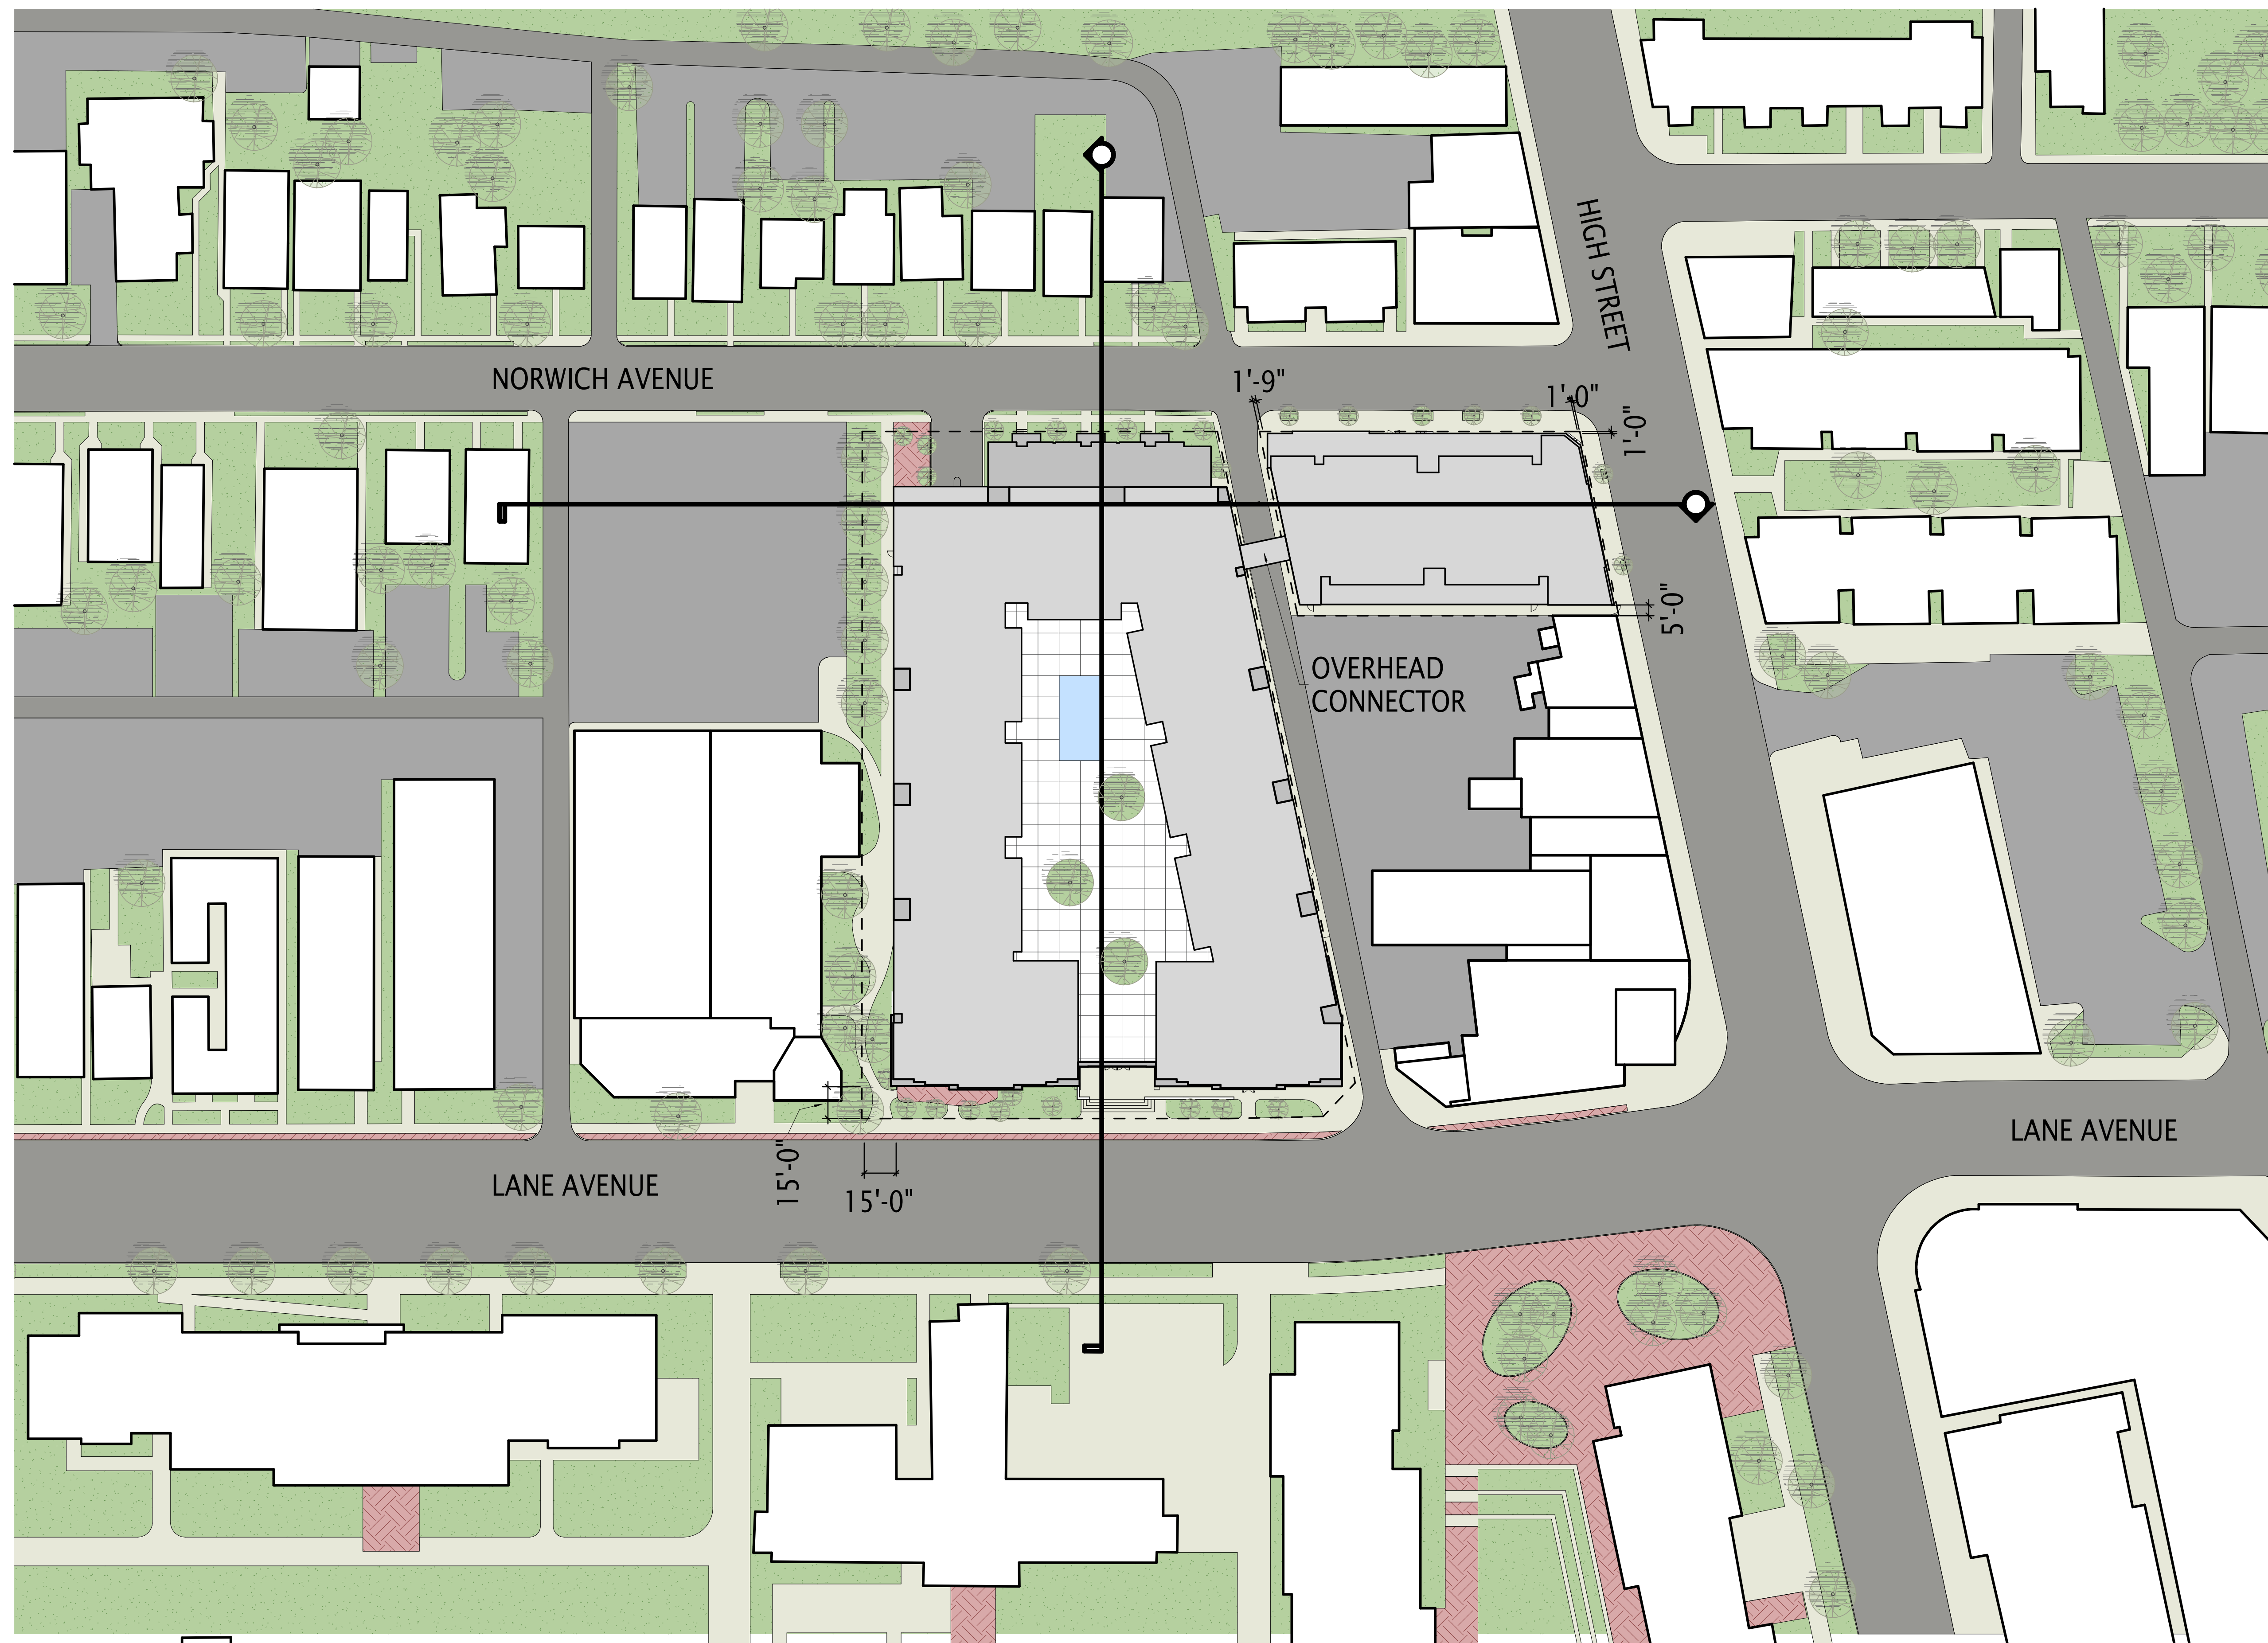 HIGH STREET
NORWICH AVENUE
1'-9"
1'-0"
1'-0"
5'-0"
OVERHEAD
CONNECTOR
LANE AVENUE
15'-0"
LANE AVENUE
15'-0"